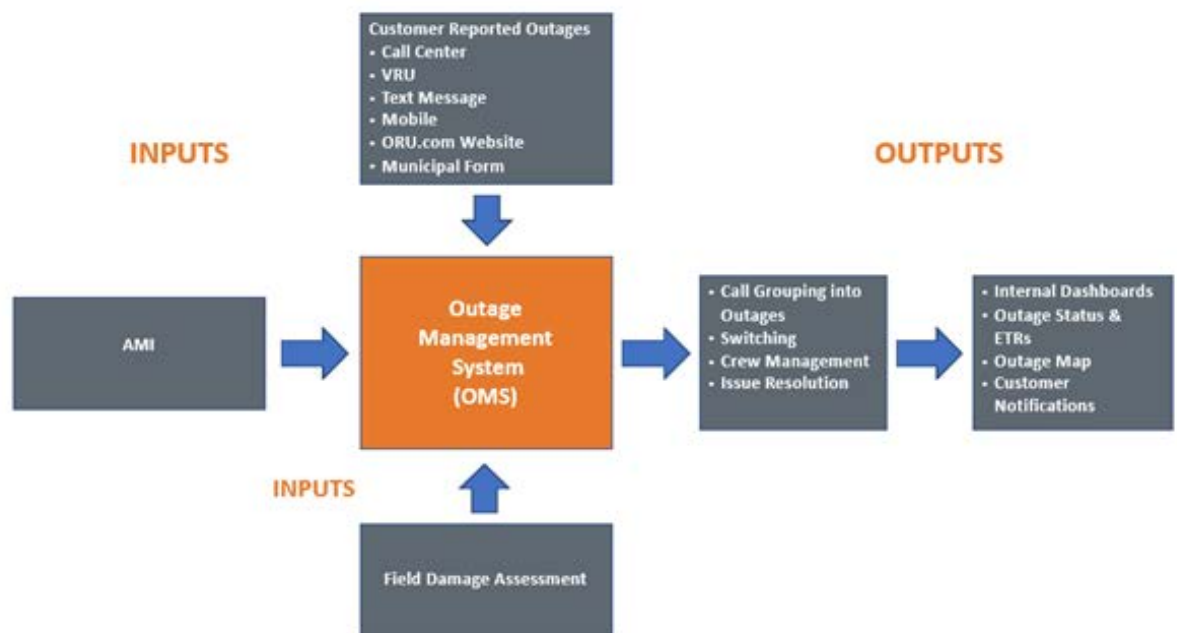 Customer Reported Outages
• Call Center
• VRU
• Text Message
• Mobile
• ORU.com Website
• Municipal Form
INPUTS
OUTPUTS
AMI
Outage
Management
System
(OMS)
• Call Grouping into
Outages
• Switching
• Crew Management
• Issue Resolution
• Internal Dashboards
• Outage Status &
ETRs
• Outage Map
• Customer
Notifications
INPUTS
Field Damage Assessment